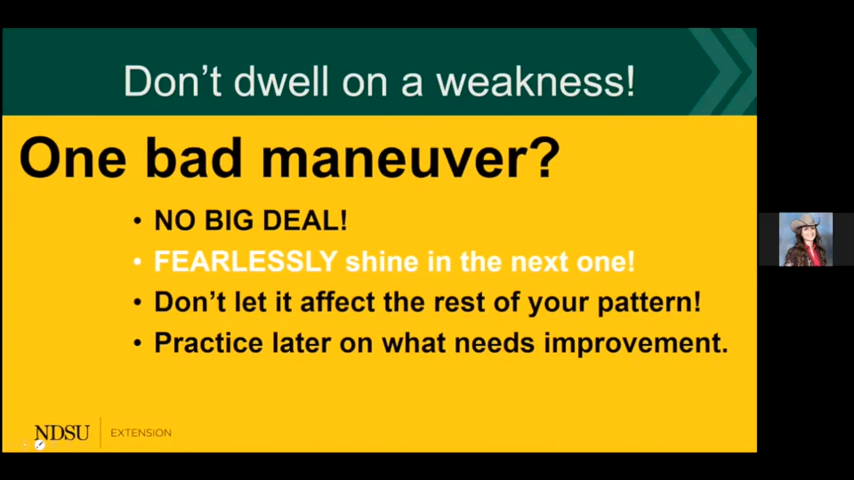 Don't dwell on a weakness!
One bad maneuver?
• NO BIG DEAL!
• FEARLESSLY shine in the next one!
• Don't let it affect the rest of your pattern!
• Practice later on what needs improvement.
NDSU EXTENSION